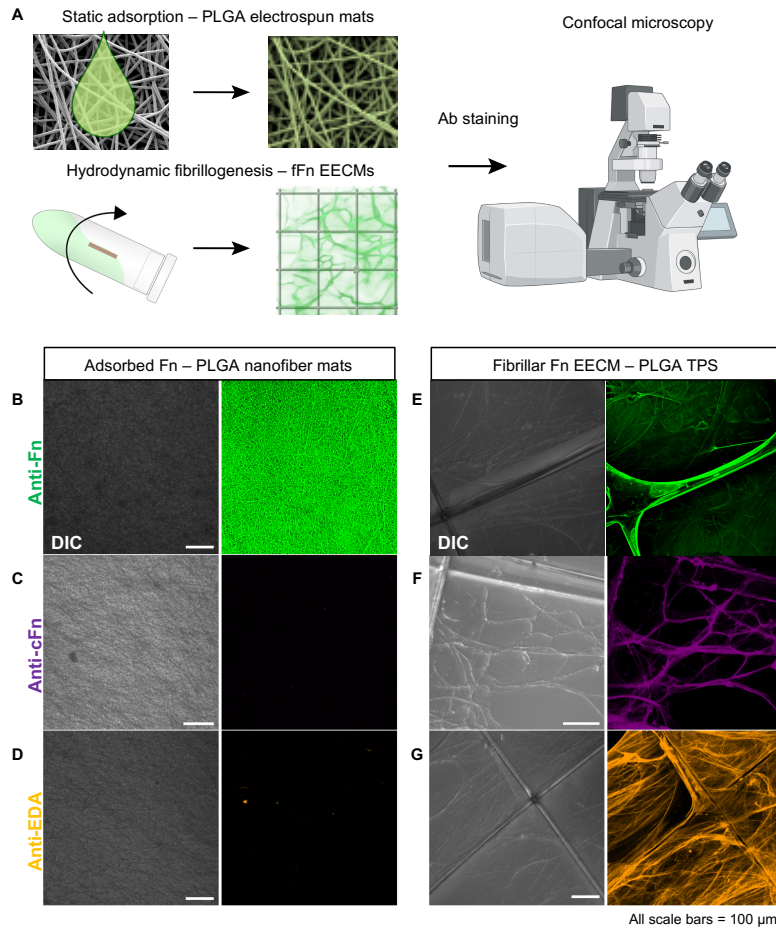 A
Static adsorption – PLGA electrospun mats
Confocal microscopy
Ab staining
Hydrodynamic fibrillogenesis – fFn EECMs
Adsorbed Fn – PLGA nanofiber mats
Fibrillar Fn EECM – PLGA TPS
B
Anti-Fn
DIC
E
DIC
C
Anti-cFn
F
D
Anti-EDA
G
All scale bars = 100 µm